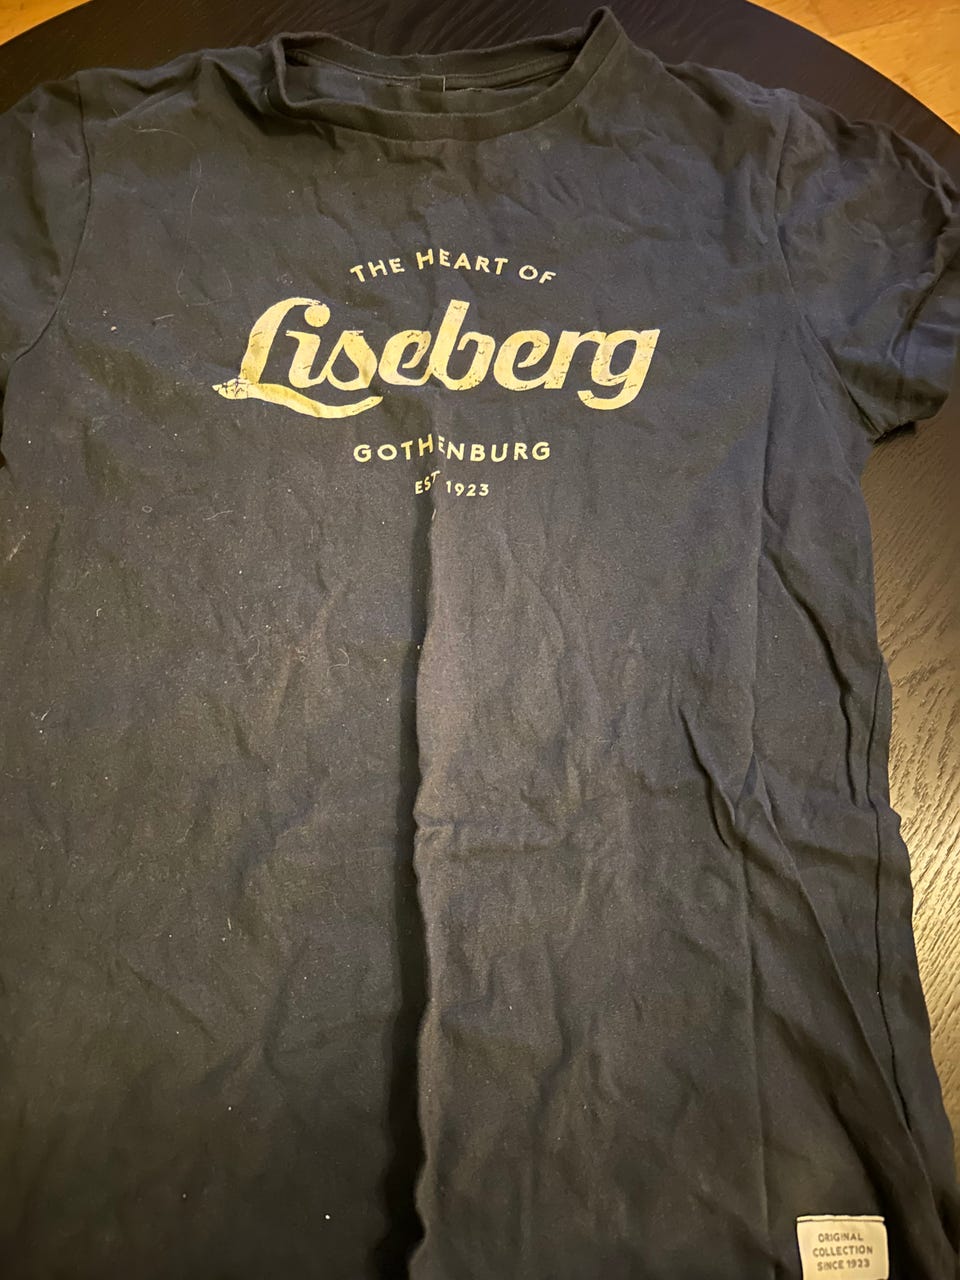 THE HEART OF
Liseberg
GOTHENBURG
EST 1923
ORIGINAL
COLLECTION
SINCE 1923